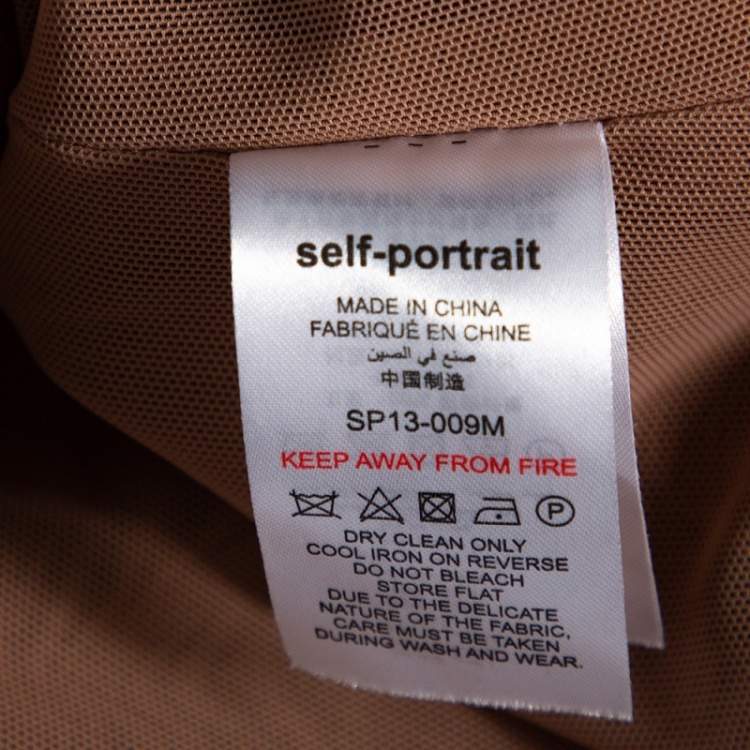 self-portrait
MADE IN CHINA
FABRIQUÉ EN CHINE
صنع في الصين
中国制造
SP13-009M
KEEP AWAY FROM FIRE
P
DRY CLEAN ONLY
COOL IRON ON REVERSE
DO NOT BLEACH
STORE FLAT
DUE TO THE DELICATE
NATURE OF THE FABRIC,
CARE MUST BE TAKEN
DURING WASH AND WEAR.